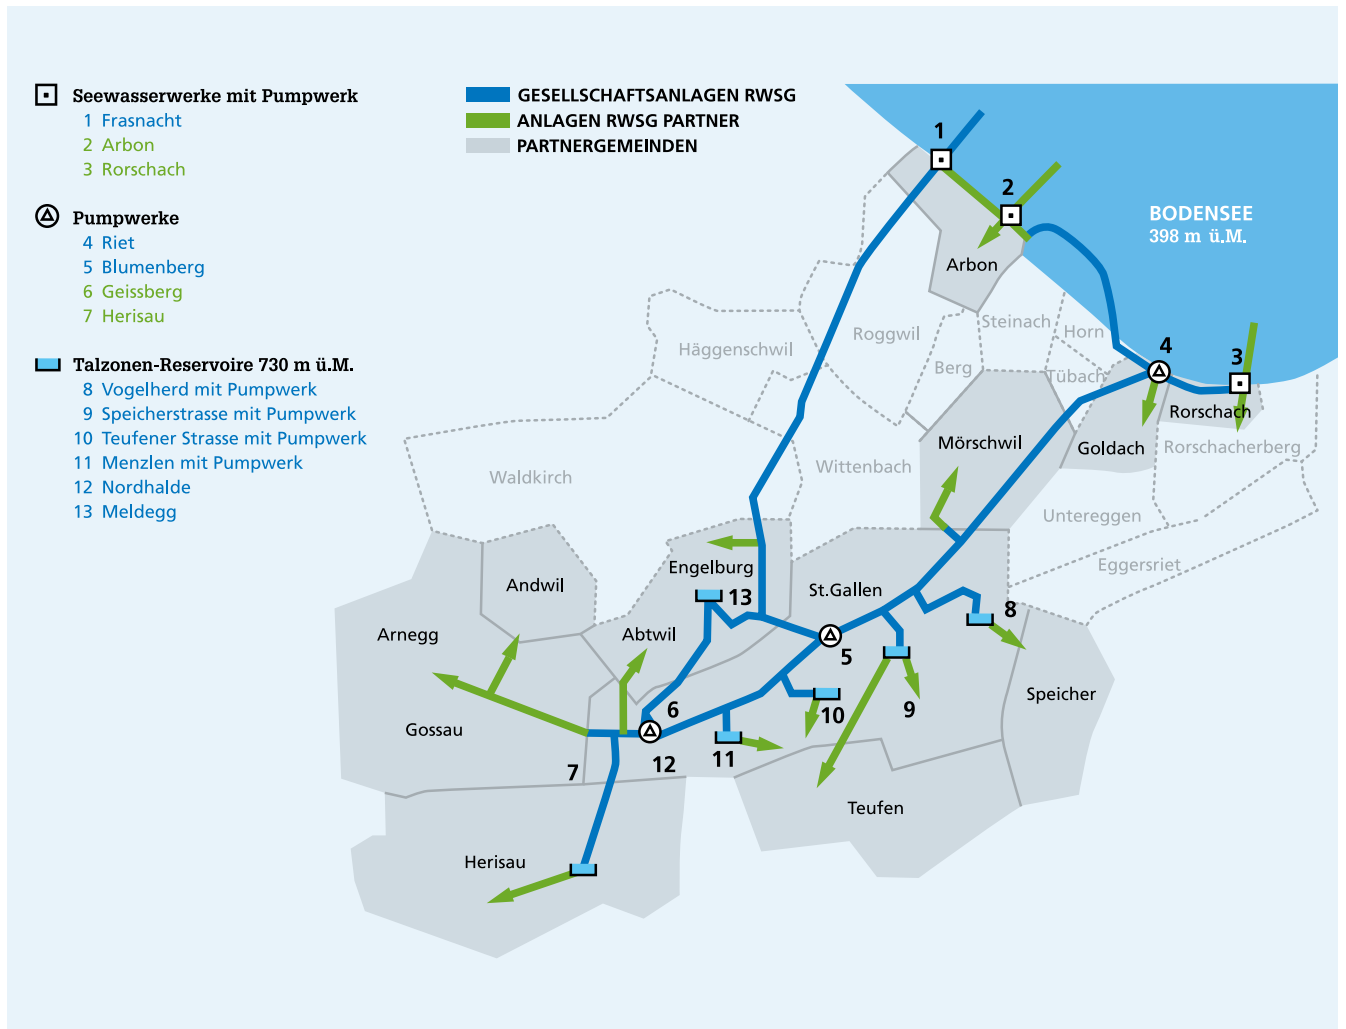 Seewasserwerke mit Pumpwerk
1 Frasnacht
2 Arbon
3 Rorschach
Pumpwerke
4 Riet
5 Blumenberg
6 Geissberg
7 Herisau
Talzonen-Reservoire 730 m ü.M.
8 Vogelherd mit Pumpwerk
9 Speicherstrasse mit Pumpwerk
10 Teufener Strasse mit Pumpwerk
11 Menzlen mit Pumpwerk
12 Nordhalde
13 Meldegg
GESELLSCHAFTSANLAGEN RWSG
ANLAGEN RWSG PARTNER
PARTNERGEMEINDEN
1
2
BODENSEE
398 m ü.M.
Arbon
Steinach
Horn
Roggwil
Häggenschwil
Berg
Tübach
4
3
Rorschach
Mörschwil
Goldach
Rorschacherberg
Wittenbach
Waldkirch
Untereggen
Eggersriet
Engelburg
Andwil
St.Gallen
13
8
Arnegg
Abtwil
5
Speicher
6
10
9
Gossau
11
12
7
Teufen
Herisau